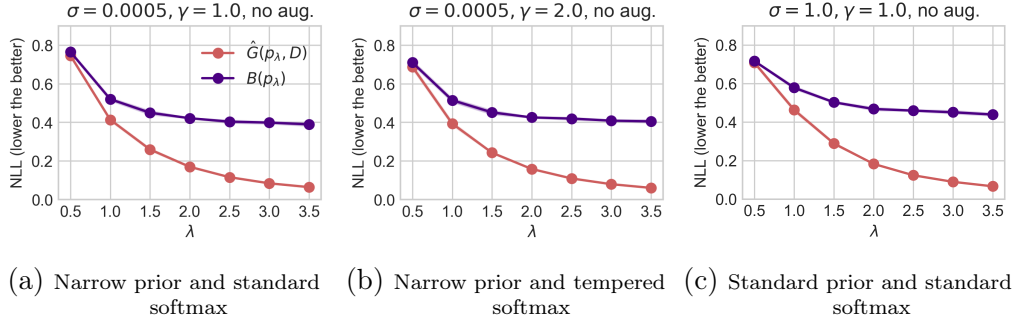 σ = 0.0005, γ = 1.0, no aug.
NLL (lower the better)
0.8
0.6
0.4
0.2
0.0
Ĝ(p_λ, D)
B(p_λ)
0.5 1.0 1.5 2.0 2.5 3.0 3.5
λ
(a) Narrow prior and standard
softmax
σ = 0.0005, γ = 2.0, no aug.
NLL (lower the better)
0.8
0.6
0.4
0.2
0.0
0.5 1.0 1.5 2.0 2.5 3.0 3.5
λ
(b) Narrow prior and tempered
softmax
σ = 1.0, γ = 1.0, no aug.
NLL (lower the better)
0.8
0.6
0.4
0.2
0.0
0.5 1.0 1.5 2.0 2.5 3.0 3.5
λ
(c) Standard prior and standard
softmax